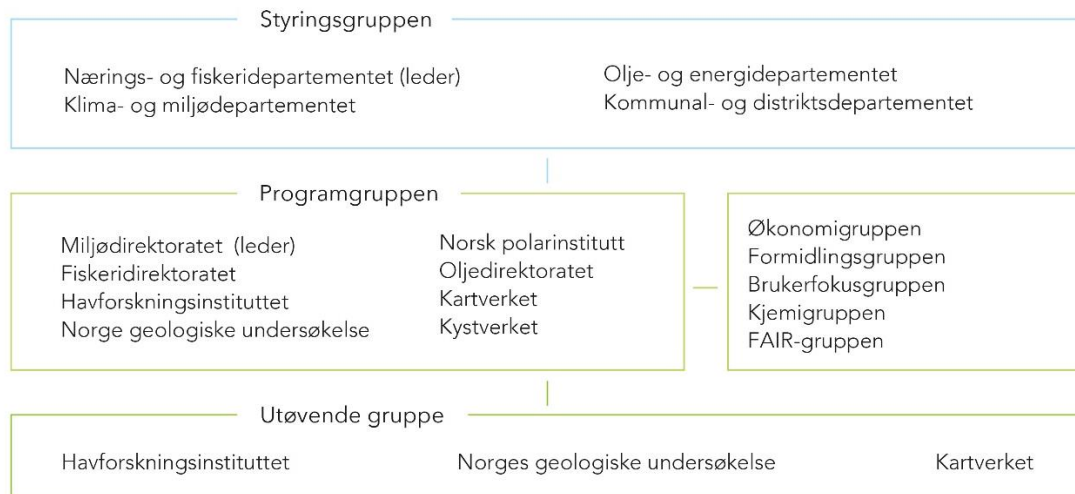 Styringsgruppen
Nærings- og fiskeridepartementet (leder)
Klima- og miljødepartementet
Olje- og energidepartementet
Kommunal- og distriktsdepartementet
Programgruppen
Miljødirektoratet (leder)
Fiskeridirektoratet
Havforskningsinstituttet
Norge geologiske undersøkelse
Norsk polarinstitutt
Oljedirektoratet
Kartverket
Kystverket
Økonomigruppen
Formidlingsgruppen
Brukerfokusgruppen
Kjemigruppen
FAIR-gruppen
Utøvende gruppe
Havforskningsinstituttet
Norges geologiske undersøkelse
Kartverket